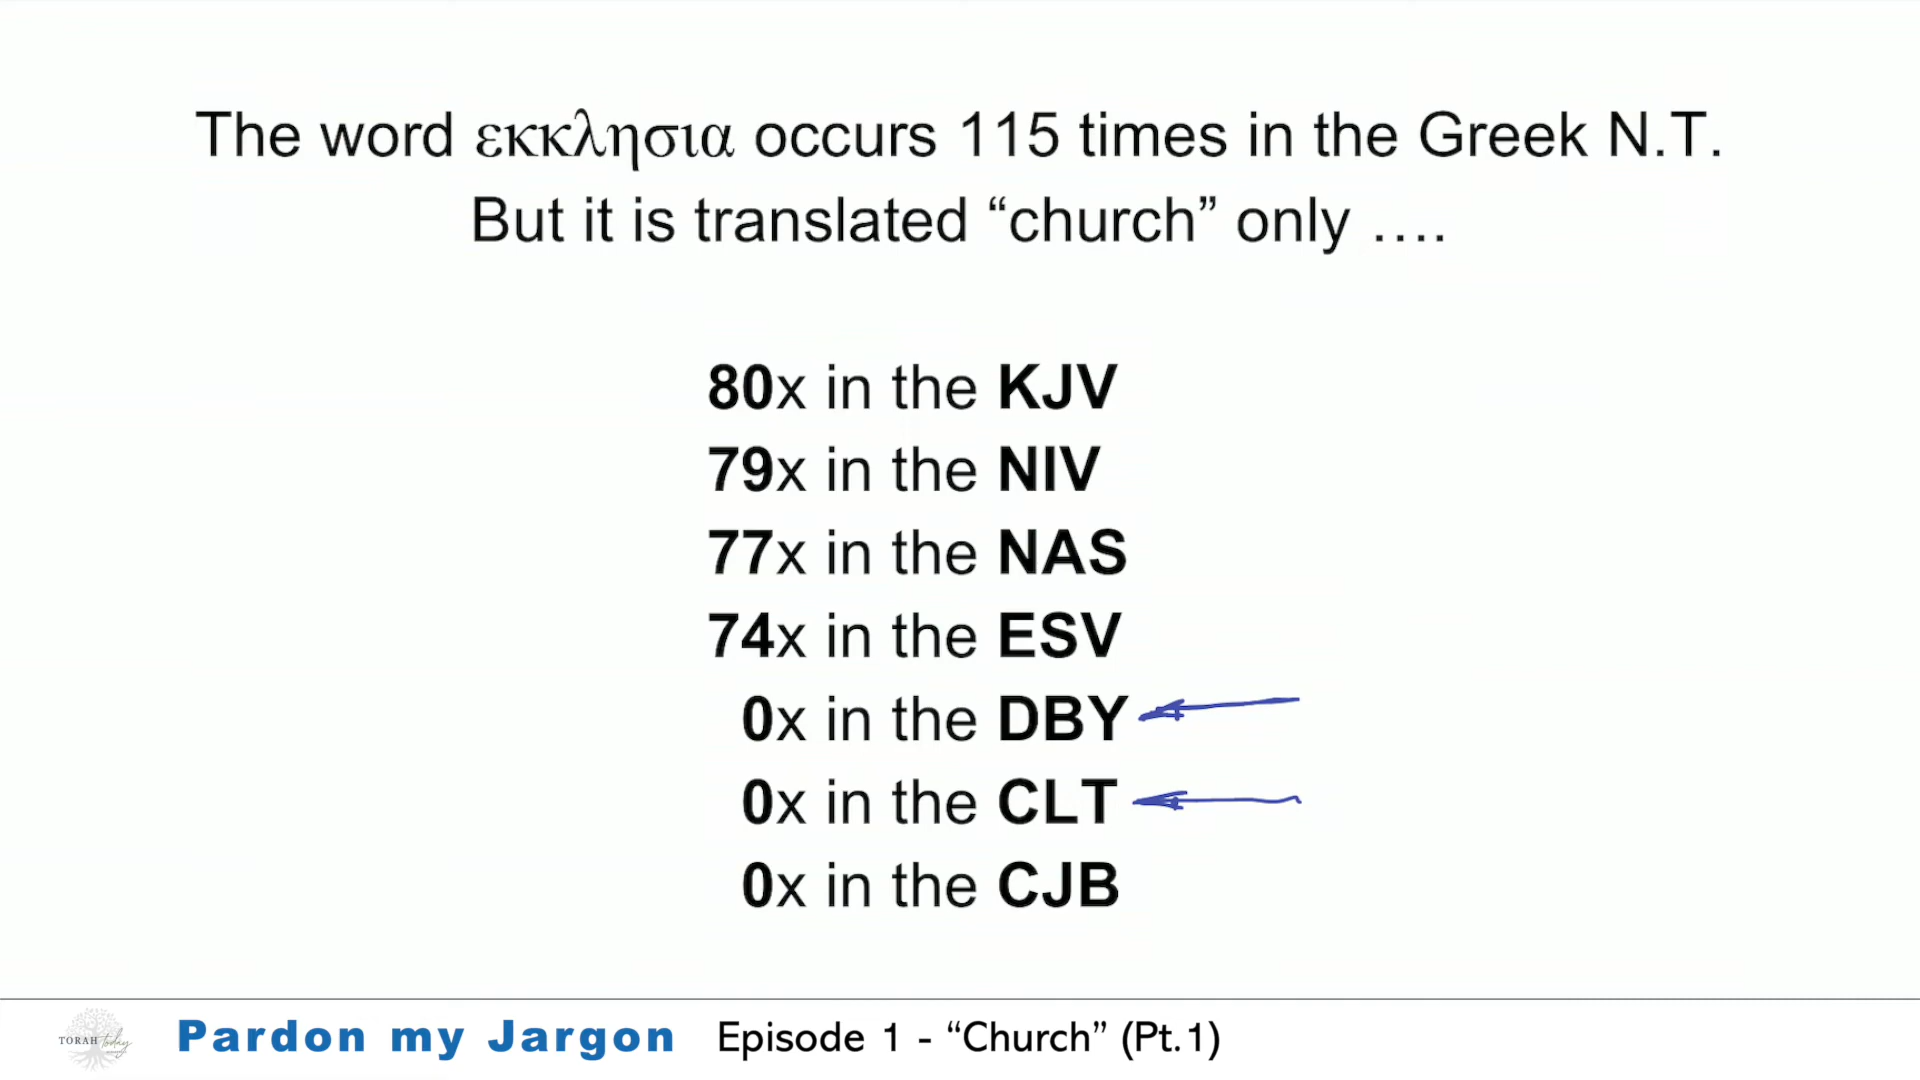 The word εκκλησια occurs 115 times in the Greek N.T.
But it is translated “church” only ….
80x in the KJV
79x in the NIV
77x in the NAS
74x in the ESV
0x in the DBY
0x in the CLT
0x in the CJB
TORAH today
Pardon my Jargon Episode 1 - “Church” (Pt.1)